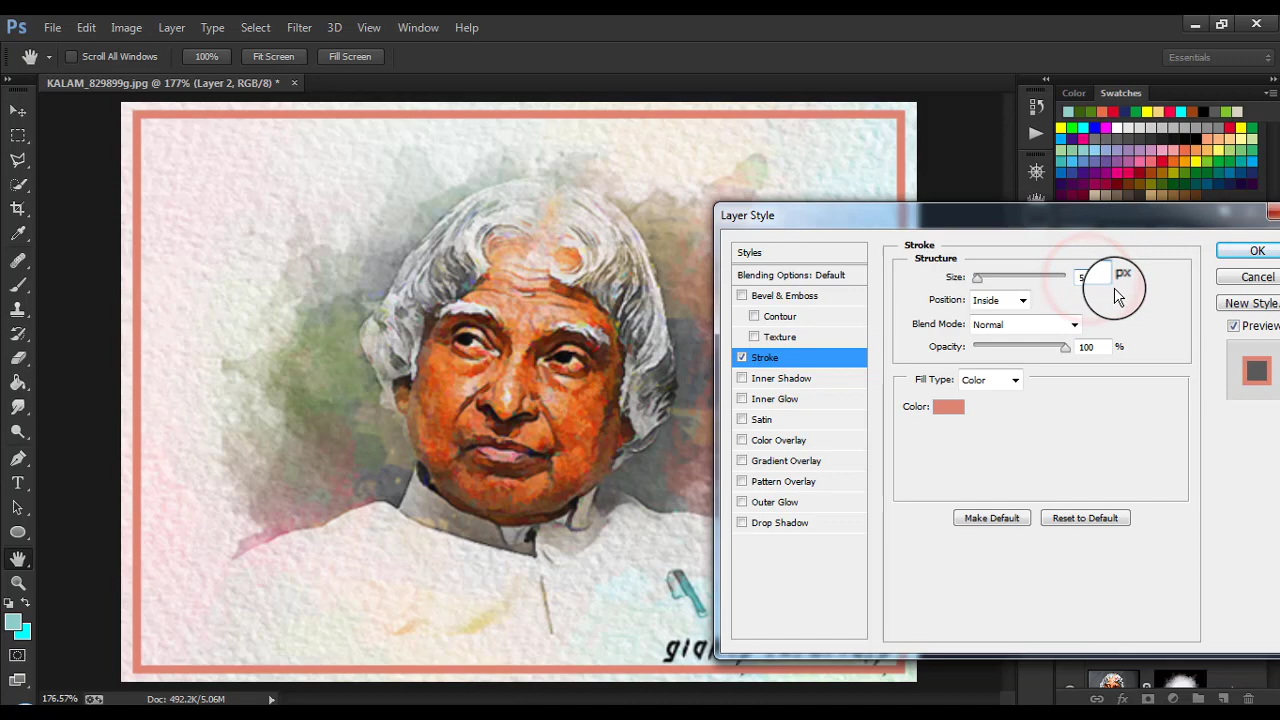 Ps File Edit Image Layer Type Select Filter 3D View Window Help
Scroll All Windows 100% Fit Screen Fill Screen Essentials
KALAM_829899g.jpg @ 177% (Layer 2, RGB/8) *
Color Swatches
Layer Style
Styles
Blending Options: Default
Bevel & Emboss
Contour
Texture
Stroke
Inner Shadow
Inner Glow
Satin
Color Overlay
Gradient Overlay
Pattern Overlay
Outer Glow
Drop Shadow
Stroke
Structure
Size: 5 px
Position: Inside
Blend Mode: Normal
Opacity: 100 %
Fill Type: Color
Color:
Make Default Reset to Default
OK
Cancel
New Style.
Preview
176.57% Doc: 492.2K/5.06M